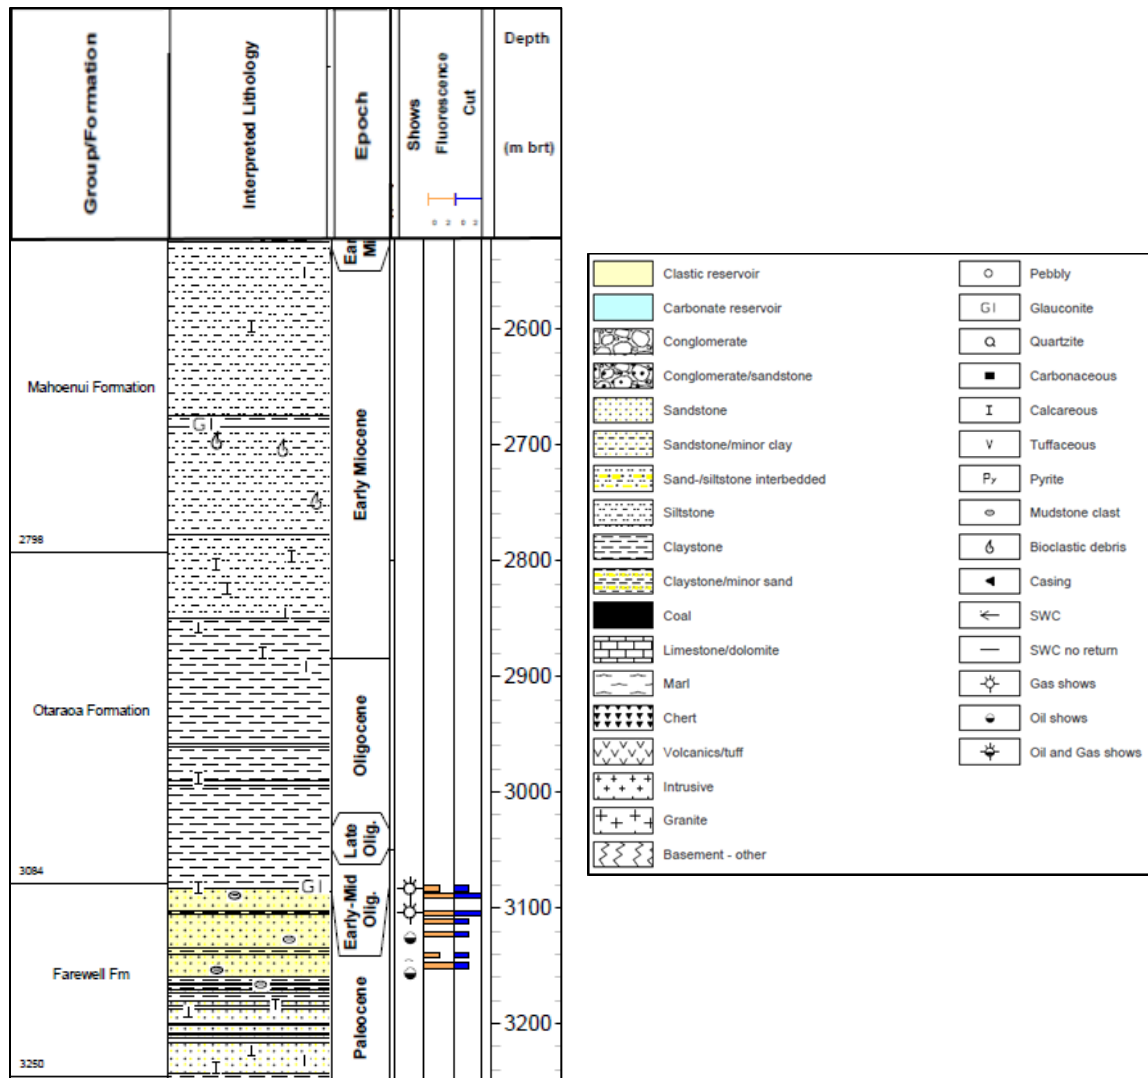 Group/Formation
Interpreted Lithology
Epoch
Shows
Fluorescence
Cut
Depth
(m brt)
Mahoenui Formation
2798
Otaraoa Formation
3084
Farewell Fm
3250
GI
GI
Early Miocene
Oligocene
Late
Olig.
Early-Mid
Olig.
Paleocene
2600
2700
2800
2900
3000
3100
3200
Clastic reservoir
Carbonate reservoir
Conglomerate
Conglomerate/sandstone
Sandstone
Sandstone/minor clay
Sand-/siltstone interbedded
Siltstone
Claystone
Claystone/minor sand
Coal
Limestone/dolomite
Marl
Chert
Volcanics/tuff
Intrusive
Granite
Basement - other
Pebbly
GI Glauconite
Q Quartzite
Carbonaceous
I Calcareous
V Tuffaceous
Py Pyrite
Mudstone clast
Bioclastic debris
Casing
SWC
SWC no return
Gas shows
Oil shows
Oil and Gas shows